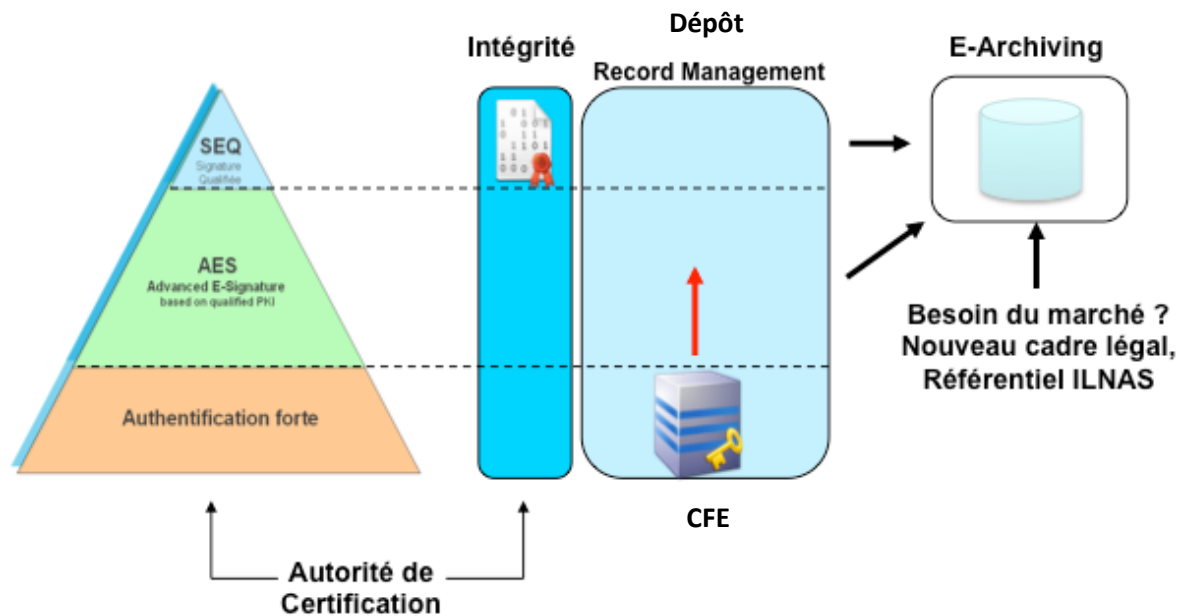 Dépôt
Intégrité
E-Archiving
Record Management
SEQ
Signature
Qualifiée
AES
Advanced E-Signature
based on qualified PKI
Authentification forte
Besoin du marché ?
Nouveau cadre légal,
Référentiel ILNAS
CFE
Autorité de
Certification